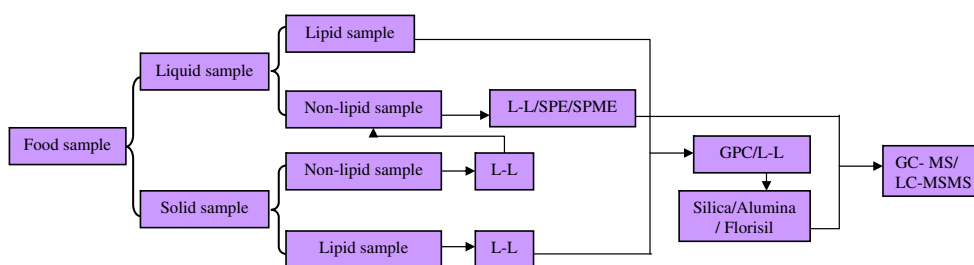 Food sample
Liquid sample
Lipid sample
Non-lipid sample
L-L/SPE/SPME
Solid sample
Non-lipid sample
L-L
Lipid sample
L-L
GPC/L-L
Silica/Alumina
/ Florisil
GC- MS/
LC-MSMS